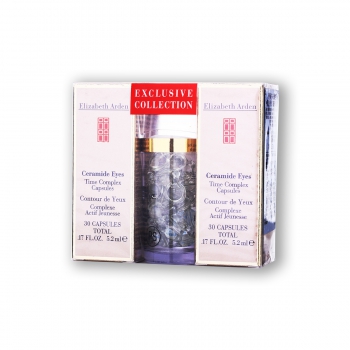 EXCLUSIVE
COLLECTION
Elizabeth Arden
Ceramide Eyes
Time Complex
Capsules
Contour de Yeux
Complexe
Actif Jeunesse
30 CAPSULES
TOTAL
.17 FL.OZ. 5.2 ml e
Elizabeth Arden
Ceramide Eyes
Time Complex
Capsules
Contour de Yeux
Complexe
Actif Jeunesse
30 CAPSULES
TOTAL
.17 FL.OZ. 5.2 ml e